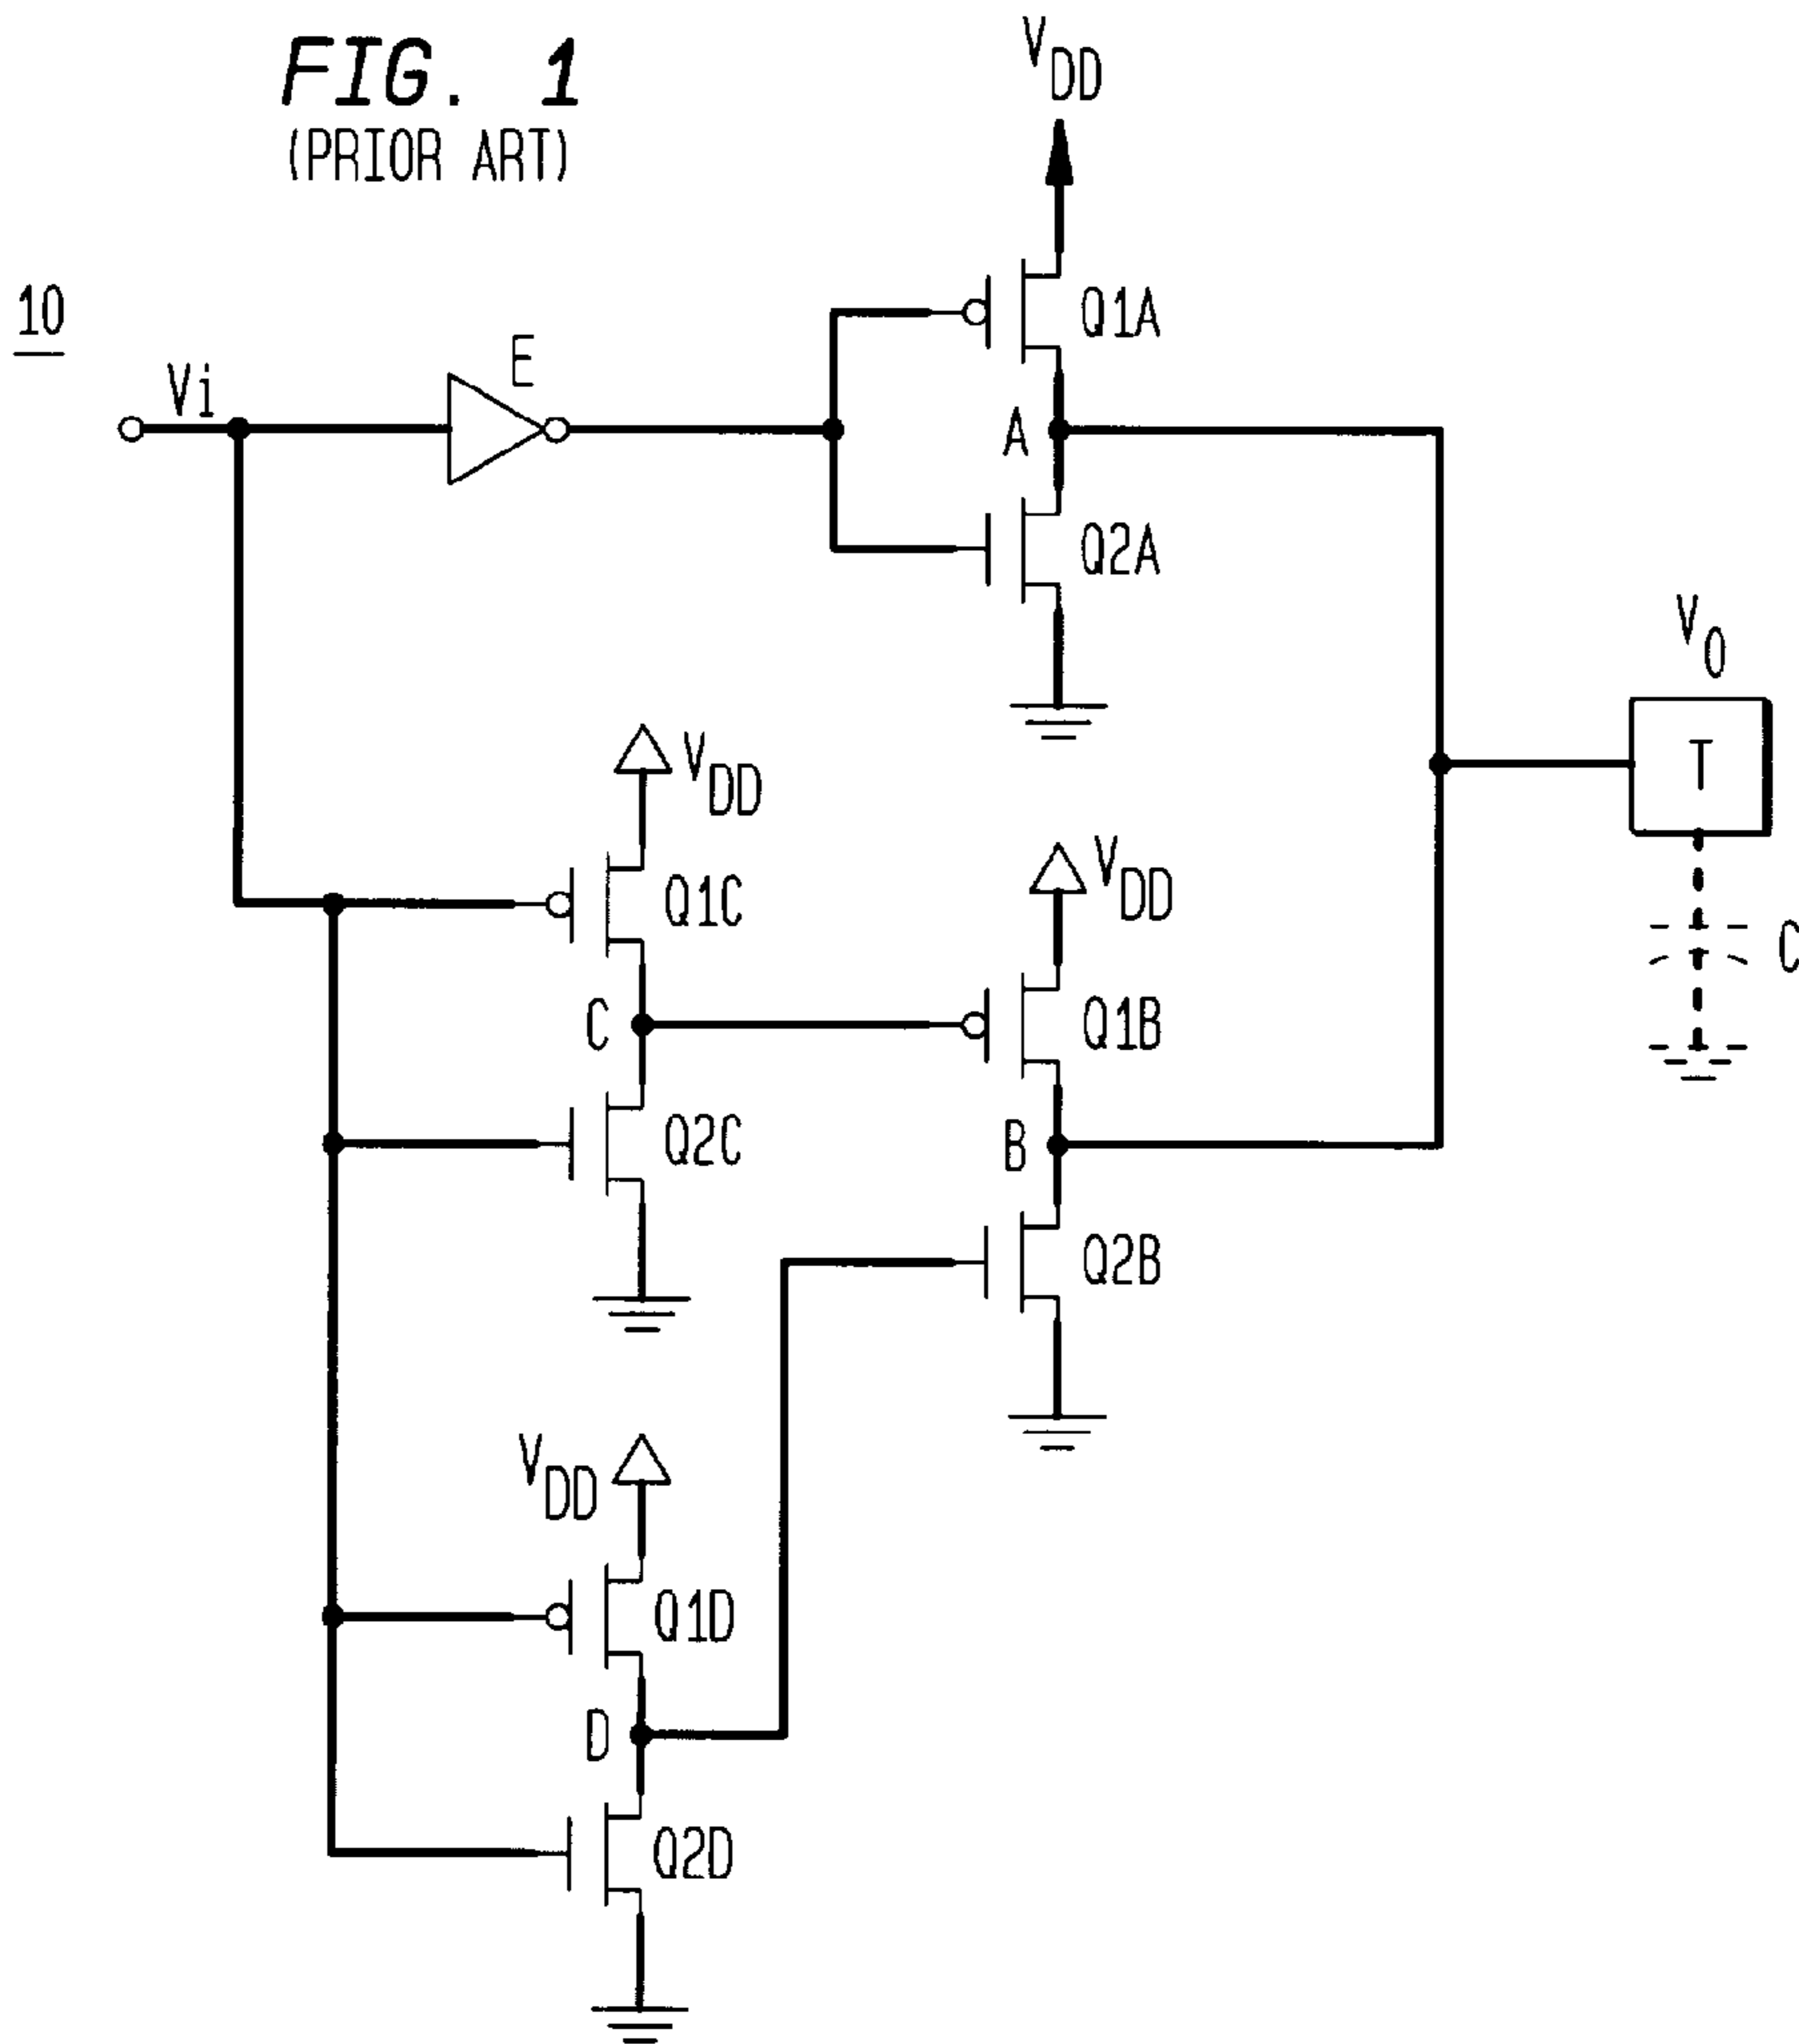 FIG. 1
(PRIOR ART)
VDD
10
Vi
E
Q1A
A
Q2A
VO
T
VDD
VDD
Q1C
C
C
Q1B
Q2C
B
Q2B
VDD
Q1D
D
Q2D